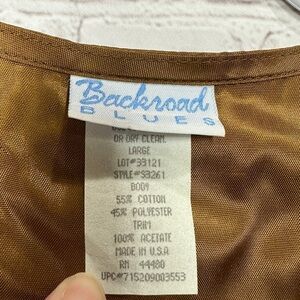 Backroad
BLUES
OR DRY CLEAN.
LARGE
LOT#33121
STYLE#S3261
BODY
55% COTTON
45% POLYESTER
TRIM
100% ACETATE
MADE IN U.S.A
RN 44480
UPC#715209003553